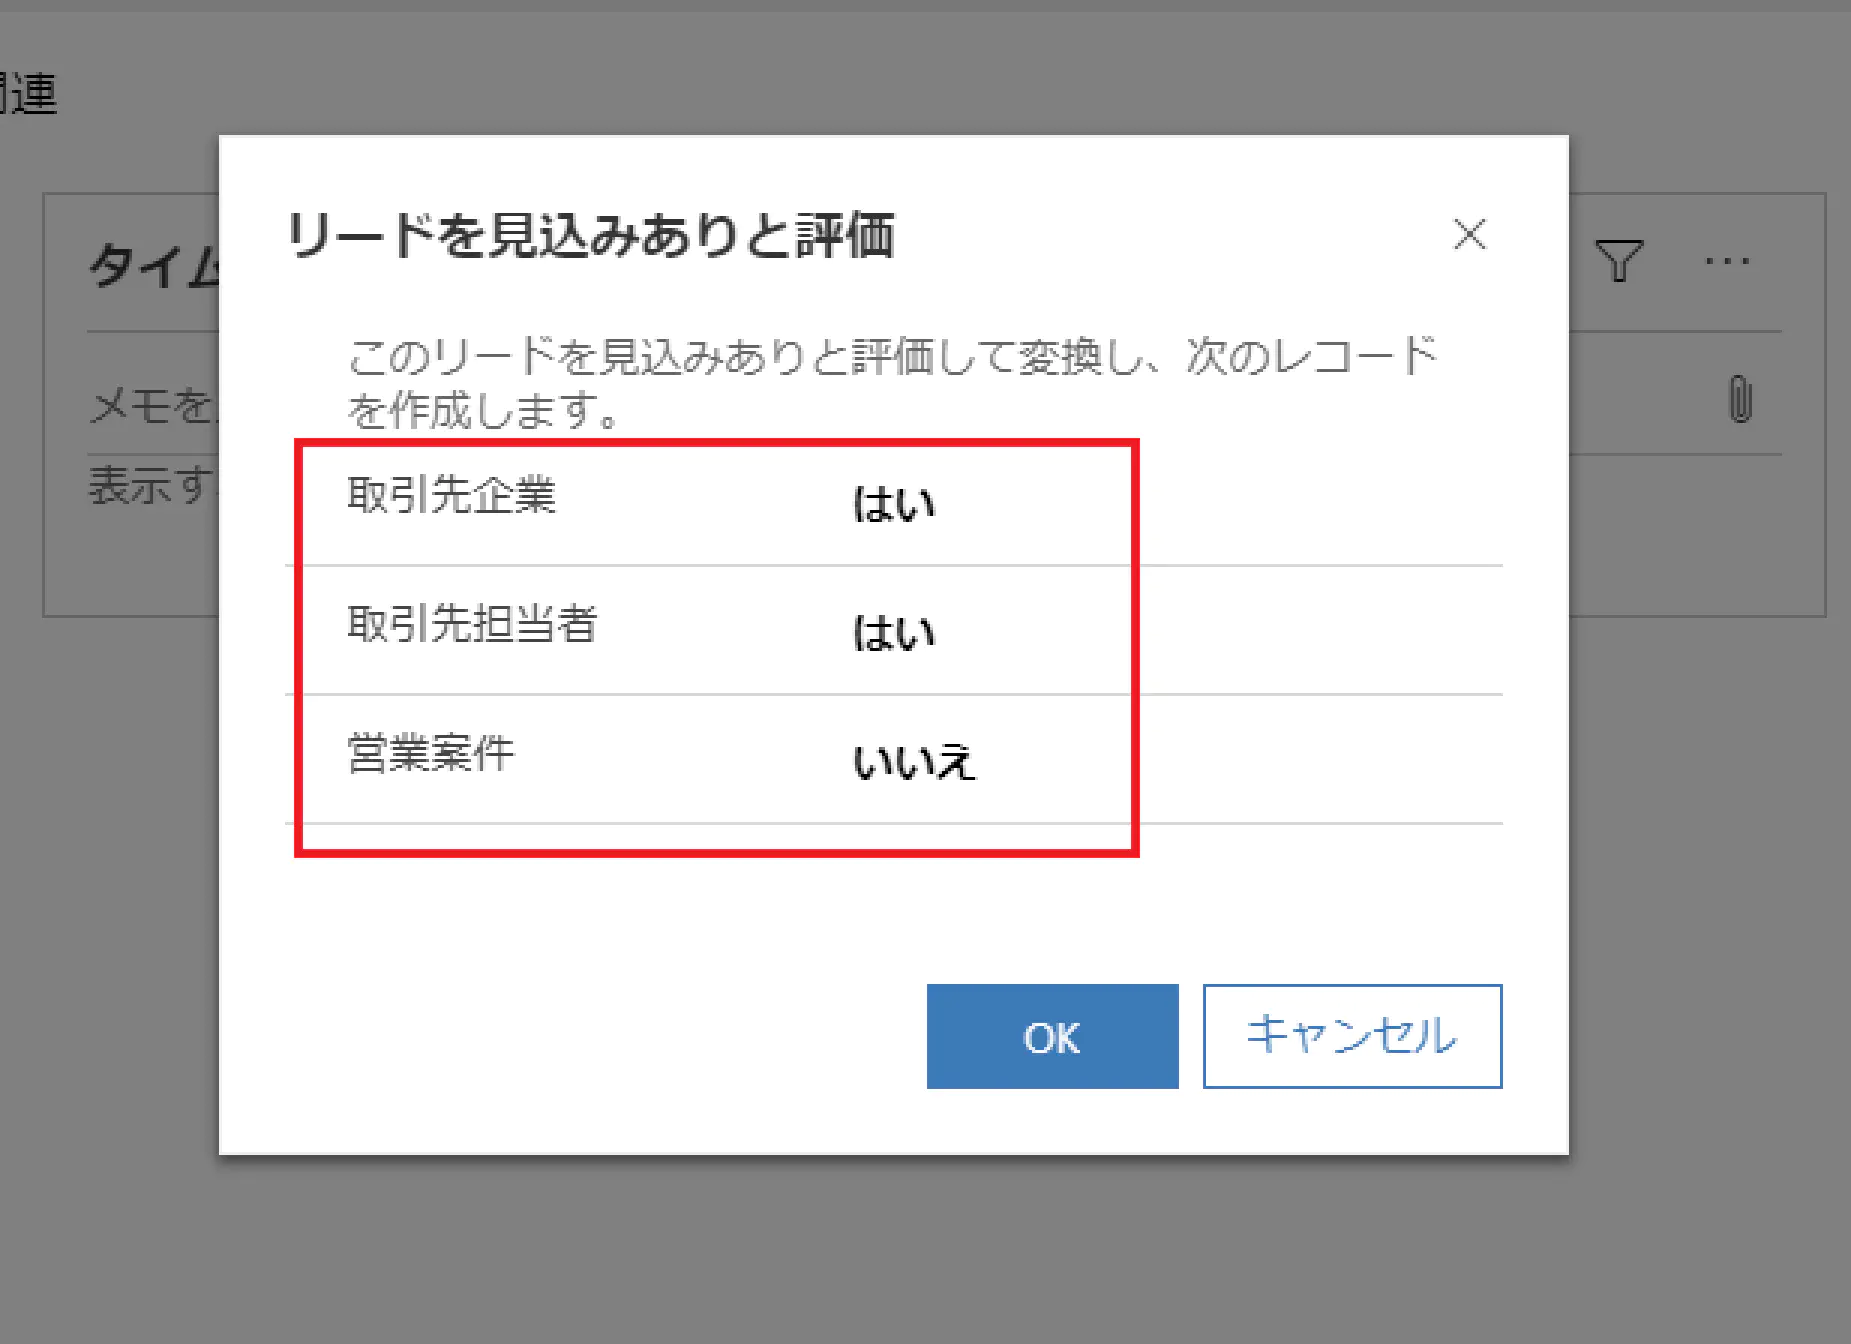 連
リードを見込みありと評価
タイム
このリードを見込みありと評価して変換し、次のレコード
を作成します。
メモを
表示す
取引先企業 はい
取引先担当者 はい
営業案件 いいえ
OK キャンセル